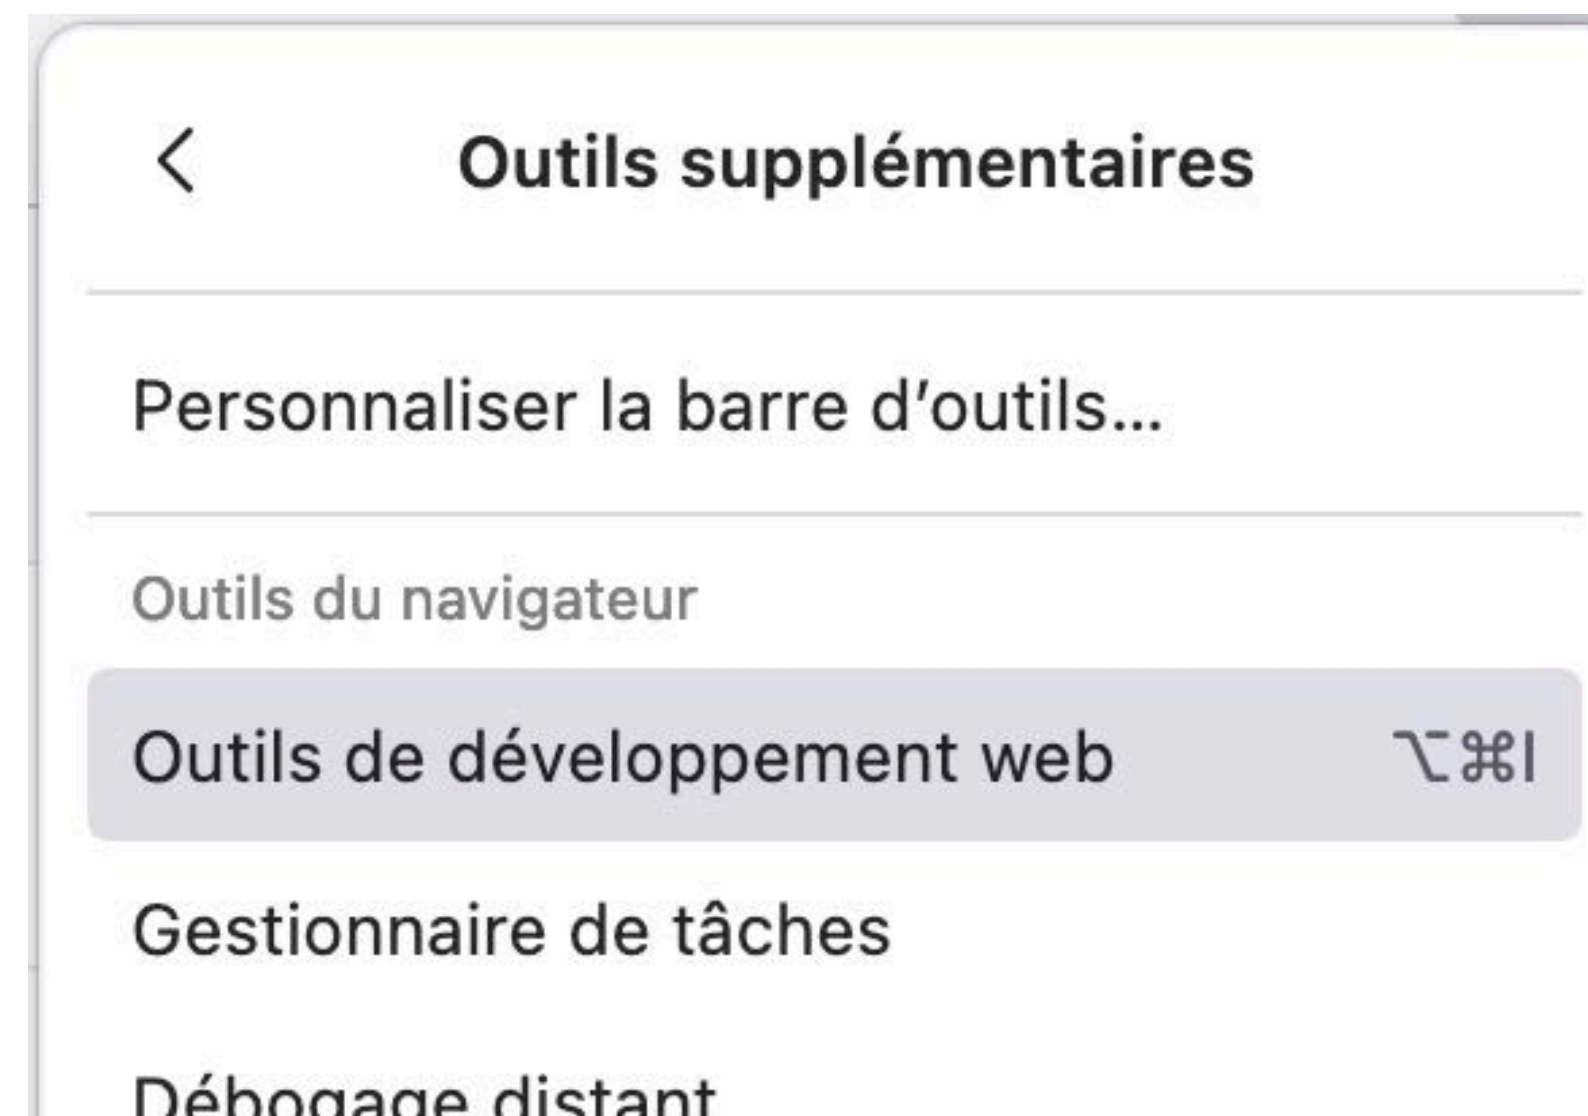 Outils supplémentaires
Personnaliser la barre d’outils…
Outils du navigateur
Outils de développement web ⌥⌘I
Gestionnaire de tâches
Débogage distant